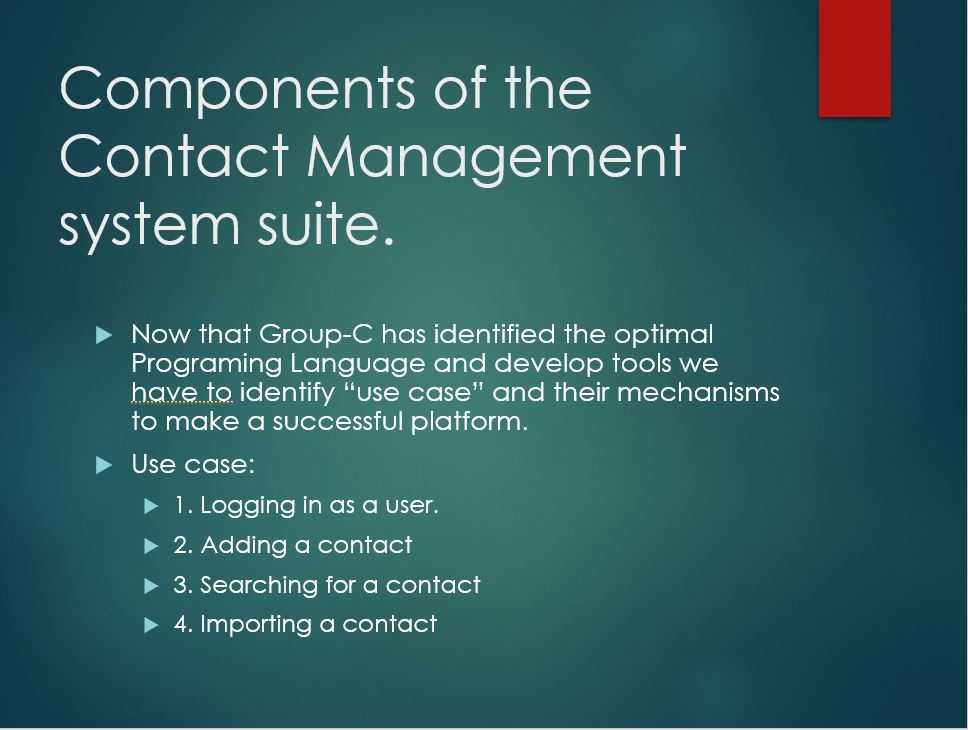 Components of the
Contact Management
system suite.
Now that Group-C has identified the optimal
Programing Language and develop tools we
have to identify “use case” and their mechanisms
to make a successful platform.
Use case:
1. Logging in as a user.
2. Adding a contact
3. Searching for a contact
4. Importing a contact